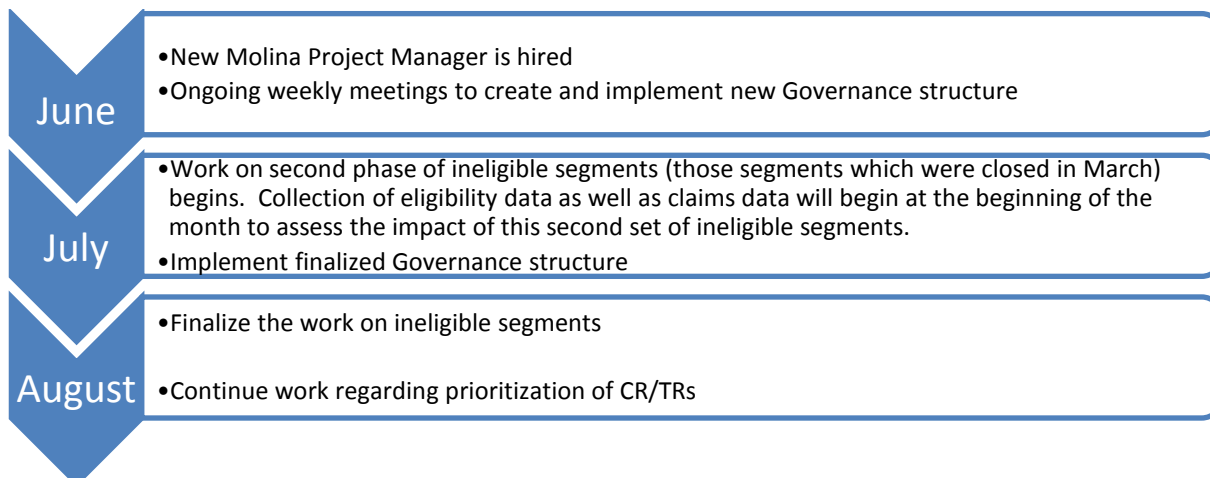 June
•New Molina Project Manager is hired
•Ongoing weekly meetings to create and implement new Governance structure
July
•Work on second phase of ineligible segments (those segments which were closed in March)
begins.  Collection of eligibility data as well as claims data will begin at the beginning of the
month to assess the impact of this second set of ineligible segments.
•Implement finalized Governance structure
August
•Finalize the work on ineligible segments
•Continue work regarding prioritization of CR/TRs